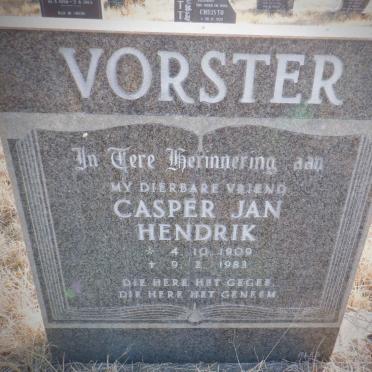 CHRISTO
VORSTER
In Tere Herinnering aan
MY DIERBARE VRIEND
CASPER JAN
HENDRIK
* 4. 10. 1909
† 9. 2. 1983
DIE HERE HET GEGEE,
DIE HERE HET GENEEM